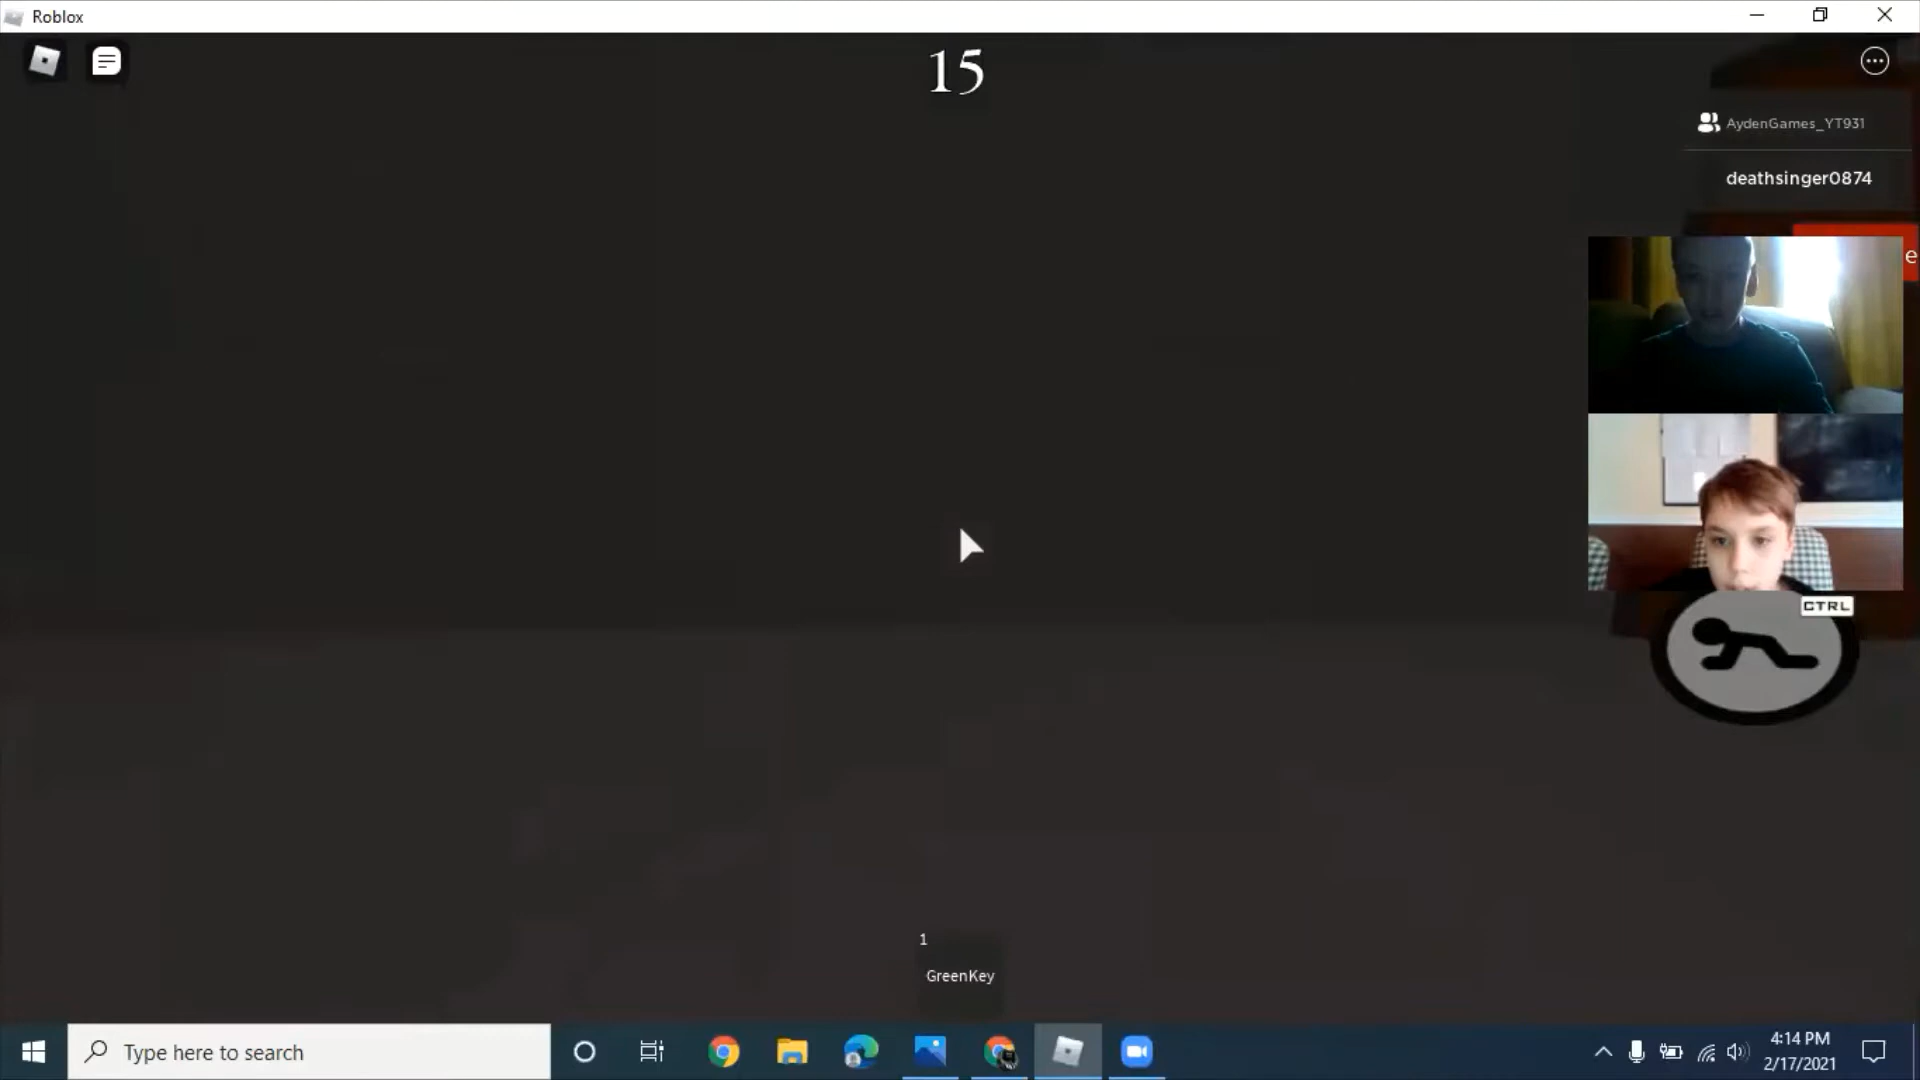 Roblox
15
AydenGames_YT931
deathsinger0874
e
CTRL
1
GreenKey
Type here to search
4:14 PM
2/17/2021